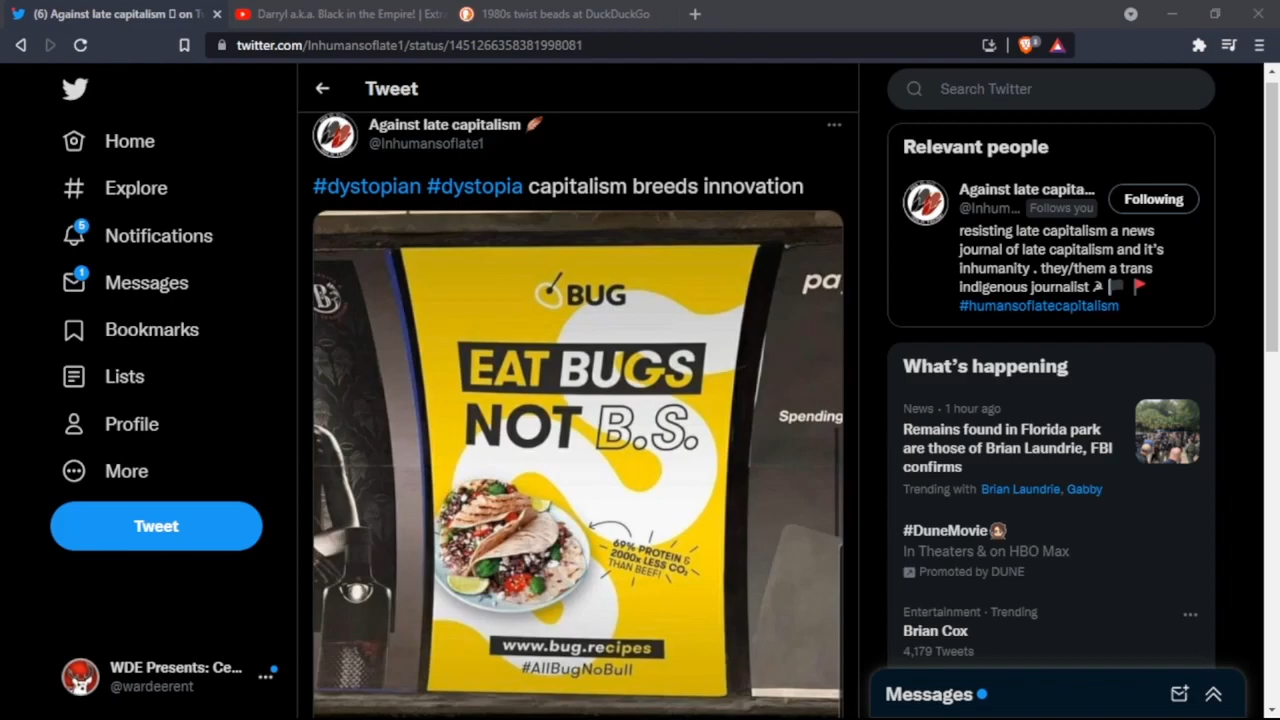 (6) Against late capitalism
Darryl a.k.a. Black in the Empire! | Extr
1980s twist beads at DuckDuckGo
twitter.com/Inhumansoflate1/status/1451266358381998081
Tweet
Search Twitter
Home
Explore
5
Notifications
1
Messages
Bookmarks
Lists
Profile
More
Tweet
WDE Presents: Ce...
@wardeerent
Against late capitalism
@Inhumansoflate1
#dystopian #dystopia capitalism breeds innovation
BUG
EAT BUGS
NOT B.S.
69% PROTEIN &
2000x LESS CO₂
THAN BEEF!
www.bug.recipes
#AllBugNoBull
Spending
Relevant people
Against late capita...
@Inhum... Follows you
Following
resisting late capitalism a news
journal of late capitalism and it's
inhumanity . they/them a trans
indigenous journalist
#humansoflatecapitalism
What's happening
News · 1 hour ago
Remains found in Florida park
are those of Brian Laundrie, FBI
confirms
Trending with Brian Laundrie, Gabby
#DuneMovie
In Theaters & on HBO Max
Promoted by DUNE
Entertainment · Trending
Brian Cox
4,179 Tweets
Messages